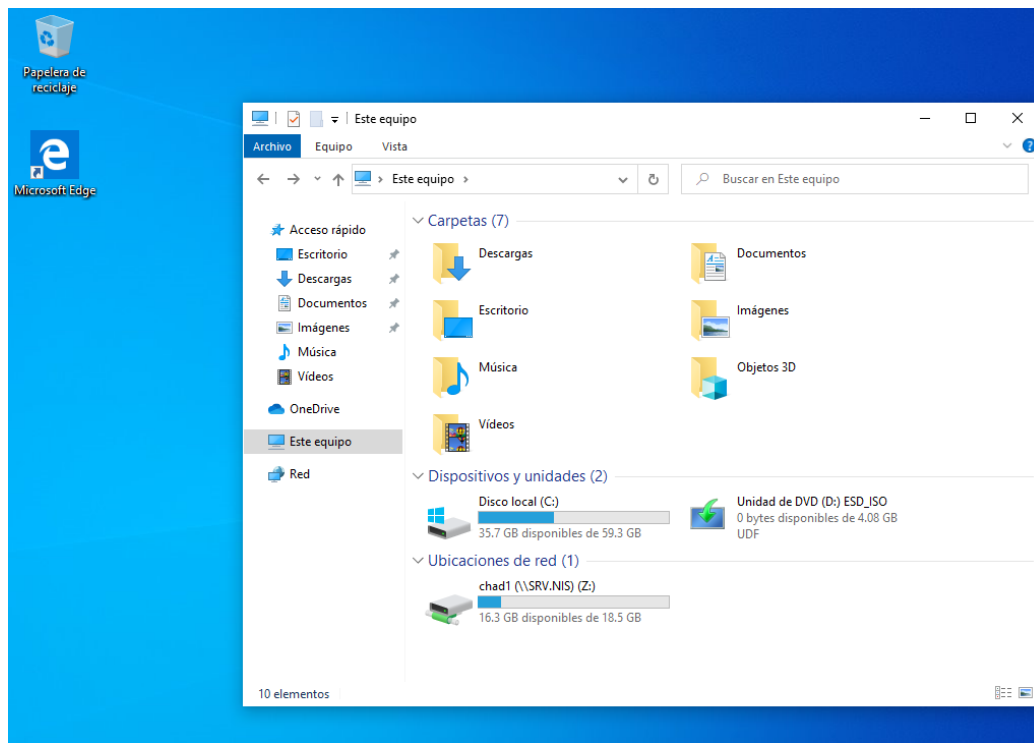 Papelera de
reciclaje
Microsoft Edge
Este equipo
Archivo Equipo Vista
Este equipo
Buscar en Este equipo
Acceso rápido
Escritorio
Descargas
Documentos
Imágenes
Música
Vídeos
OneDrive
Este equipo
Red
Carpetas (7)
Descargas
Documentos
Escritorio
Imágenes
Música
Objetos 3D
Vídeos
Dispositivos y unidades (2)
Disco local (C:)
35.7 GB disponibles de 59.3 GB
Unidad de DVD (D:) ESD_ISO
0 bytes disponibles de 4.08 GB
UDF
Ubicaciones de red (1)
chad1 (\\SRV.NIS) (Z:)
16.3 GB disponibles de 18.5 GB
10 elementos